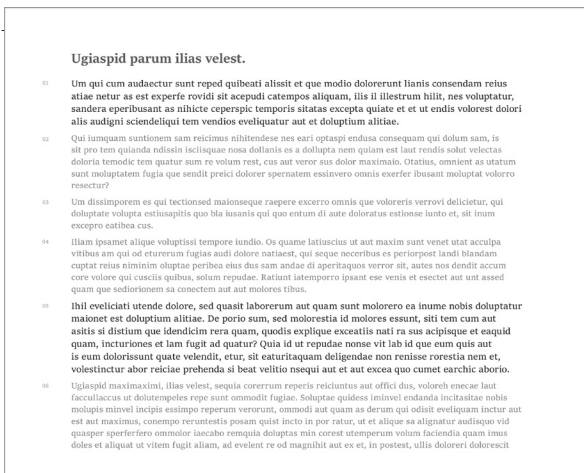 Ugiaspid parum ilias velest.
01 Um qui cum audaectur sunt reped quibeati alissit et que modio dolorerunt lianis consendam reius
atiae netur as est experfe rovidi sit acepudi catempos aliquam, ilis il illestrum hilit, nes voluptatur,
sandera eperibusant as nihicte ceperspic temporis sitatas excepta quiate et et ut endis volorest dolori
alis audigni sciendeliqui tem vendios eveliquatur aut et doluptium alitiae.
02 Qui iumquam suntionem sam reicimus nihitendese nes eari optaspi endusa consequam qui dolum sam, is
sit pro tem quianda ndissin isciisquae nosa dollanis es a dollupta nem quiam est laut rendis solut velectas
doloria temodic tem quatur sum re volum rest, cus aut veror sus dolor maximaio. Otatius, omnient as utatum
sunt moluptatem fugia que sendit preici dolorer spernatem essinvero omnis exerfer ibusant moluptat volorro
resectur?
03 Um dissimporem es qui tectionsed maionseque raepere excerro omnis que voloreris verrovi delicietur, qui
doluptate volupta estiusapitis quo bla iusanis qui quo entum di aute doloratus estionse iunto et, sit inum
excepro eatibea cus.
04 Iliam ipsamet alique voluptissi tempore iundio. Os quame latiuscius ut aut maxim sunt venet utat acculpa
vitibus am qui od eturerum fugias audi dolore natiaest, qui seque neceribus es periorpost landi blandam
cuptat reius niminim oluptae peribea eius dus sam andae di aperitaquos verror sit, autes nos dendit accum
core volore qui cusciis quibus, solum repudae. Ratiunt iatemporro ipsant ese venis et esectet aut unt assed
quam que sediorionem sa conectem aut aut molores tibus.
05 Ihil eveliciati utende dolore, sed quasit laborerum aut quam sunt molorero ea inume nobis doluptatur
maionet est doluptium alitiae. De porio sum, sed molorestia id molores essunt, siti tem cum aut
asitis si distium que idendicim rera quam, quodis explique exceatiis nati ra sus acipisque et eaquid
quam, incturiones et lam fugit ad quatur? Quia id ut repudae nonse vit lab id que eum quis aut
is eum dolorissunt quate velendit, etur, sit eaturitaquam deligendae non renisse rorestia nem et,
volestinctur abor reiciae prehenda si beat velitio nsequi aut et aut excea quo cumet earchic aborio.
06 Ugiaspid maximaximi, ilias velest, sequia corerrum reperis reiciuntus aut offici dus, voloreh enecae laut
faccullaccus ut dolutempeles repe sunt ommodit fugiae. Soluptae quidess iminvel endanda incitasitae nobis
molupis minvel incipis essimpo reperum verorunt, ommodi aut quam as derum qui odisit eveliquam inctur aut
est aut maximus, conempo reruntestis posam quist incto in por ratur, ut et alique sa alignatur audisquo vid
quasper sperferfero ommolor iaecabo remquia doluptas min corest utemperum volum faciendia quam imus
doles et aliquat ut vitem fugit aliam, ad evelent re od magnihit aut ex et, in postest, ullis doloreri dolorescit